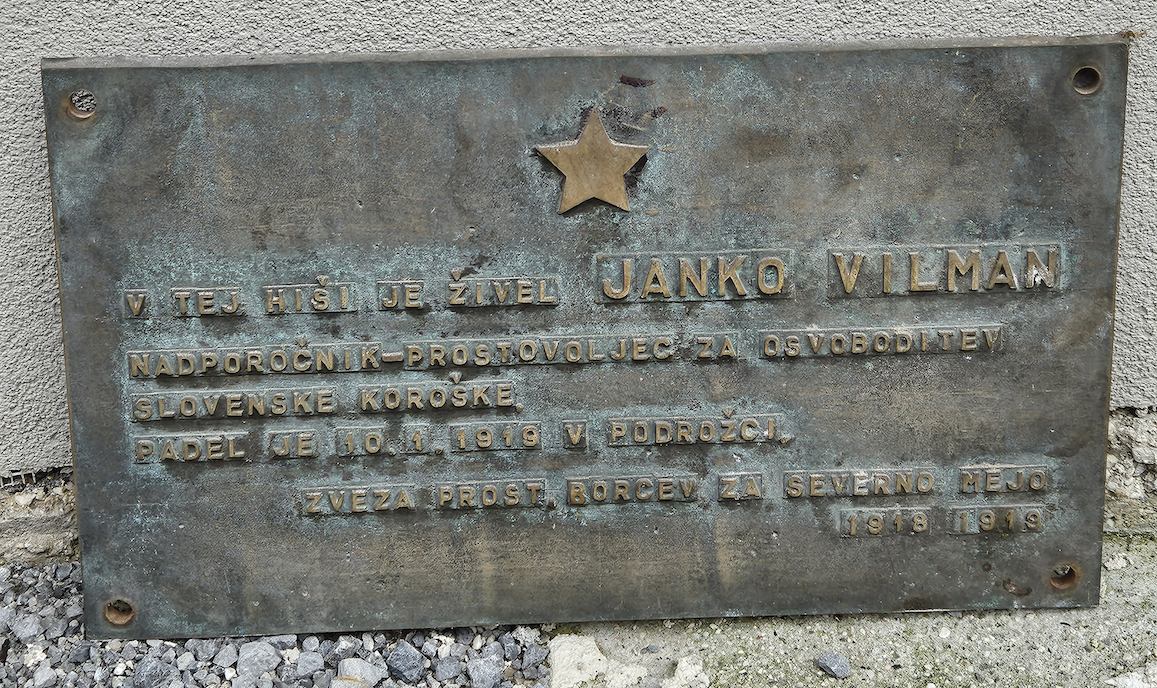 V TEJ HIŠI JE ŽIVEL JANKO VILMAN
NADPOROČNIK-PROSTOVOLJEC ZA OSVOBODITEV
SLOVENSKE KOROŠKE.
PADEL JE 10.1.1919 V PODROŽCI.
ZVEZA PROST. BORCEV ZA SEVERNO MEJO
1918 1919